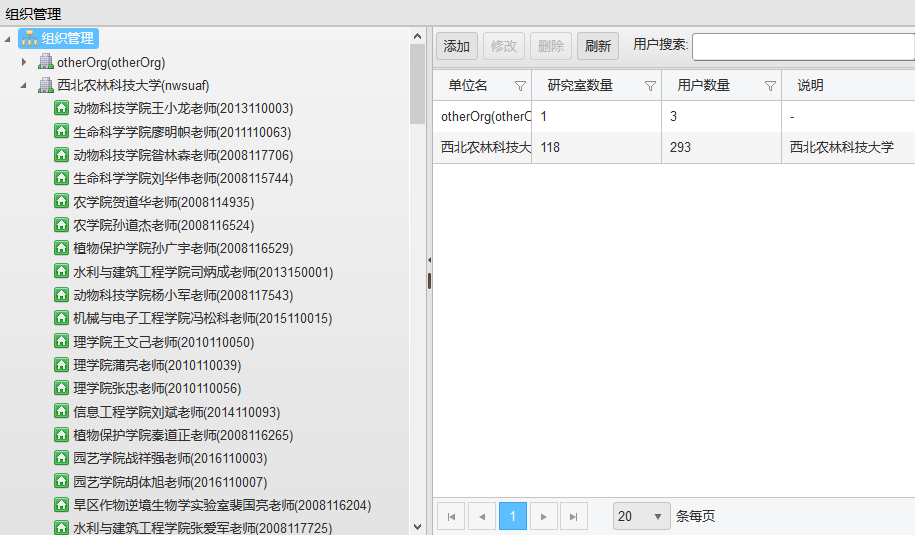 组织管理
组织管理
otherOrg(otherOrg)
西北农林科技大学(nwsuaf)
动物科技学院王小龙老师(2013110003)
生命科学学院廖明帜老师(2011110063)
动物科技学院昝林森老师(2008117706)
生命科学学院刘华伟老师(2008115744)
农学院贺道华老师(2008114935)
农学院孙道杰老师(2008116524)
植物保护学院孙广宇老师(2008116529)
水利与建筑工程学院司炳成老师(2013150001)
动物科技学院杨小军老师(2008117543)
机械与电子工程学院冯松科老师(2015110015)
理学院王文己老师(2010110050)
理学院蒲亮老师(2010110039)
理学院张忠老师(2010110056)
信息工程学院刘斌老师(2014110093)
植物保护学院秦道正老师(2008116265)
园艺学院战祥强老师(2016110003)
园艺学院胡体旭老师(2016110007)
旱区作物逆境生物学实验室裴国亮老师(2008116204)
水利与建筑工程学院张爱军老师(2008117725)
添加 修改 删除 刷新 用户搜索:
单位名 研究室数量 用户数量 说明
otherOrg(otherO 1 3 -
西北农林科技大 118 293 西北农林科技大学
1 20 条每页